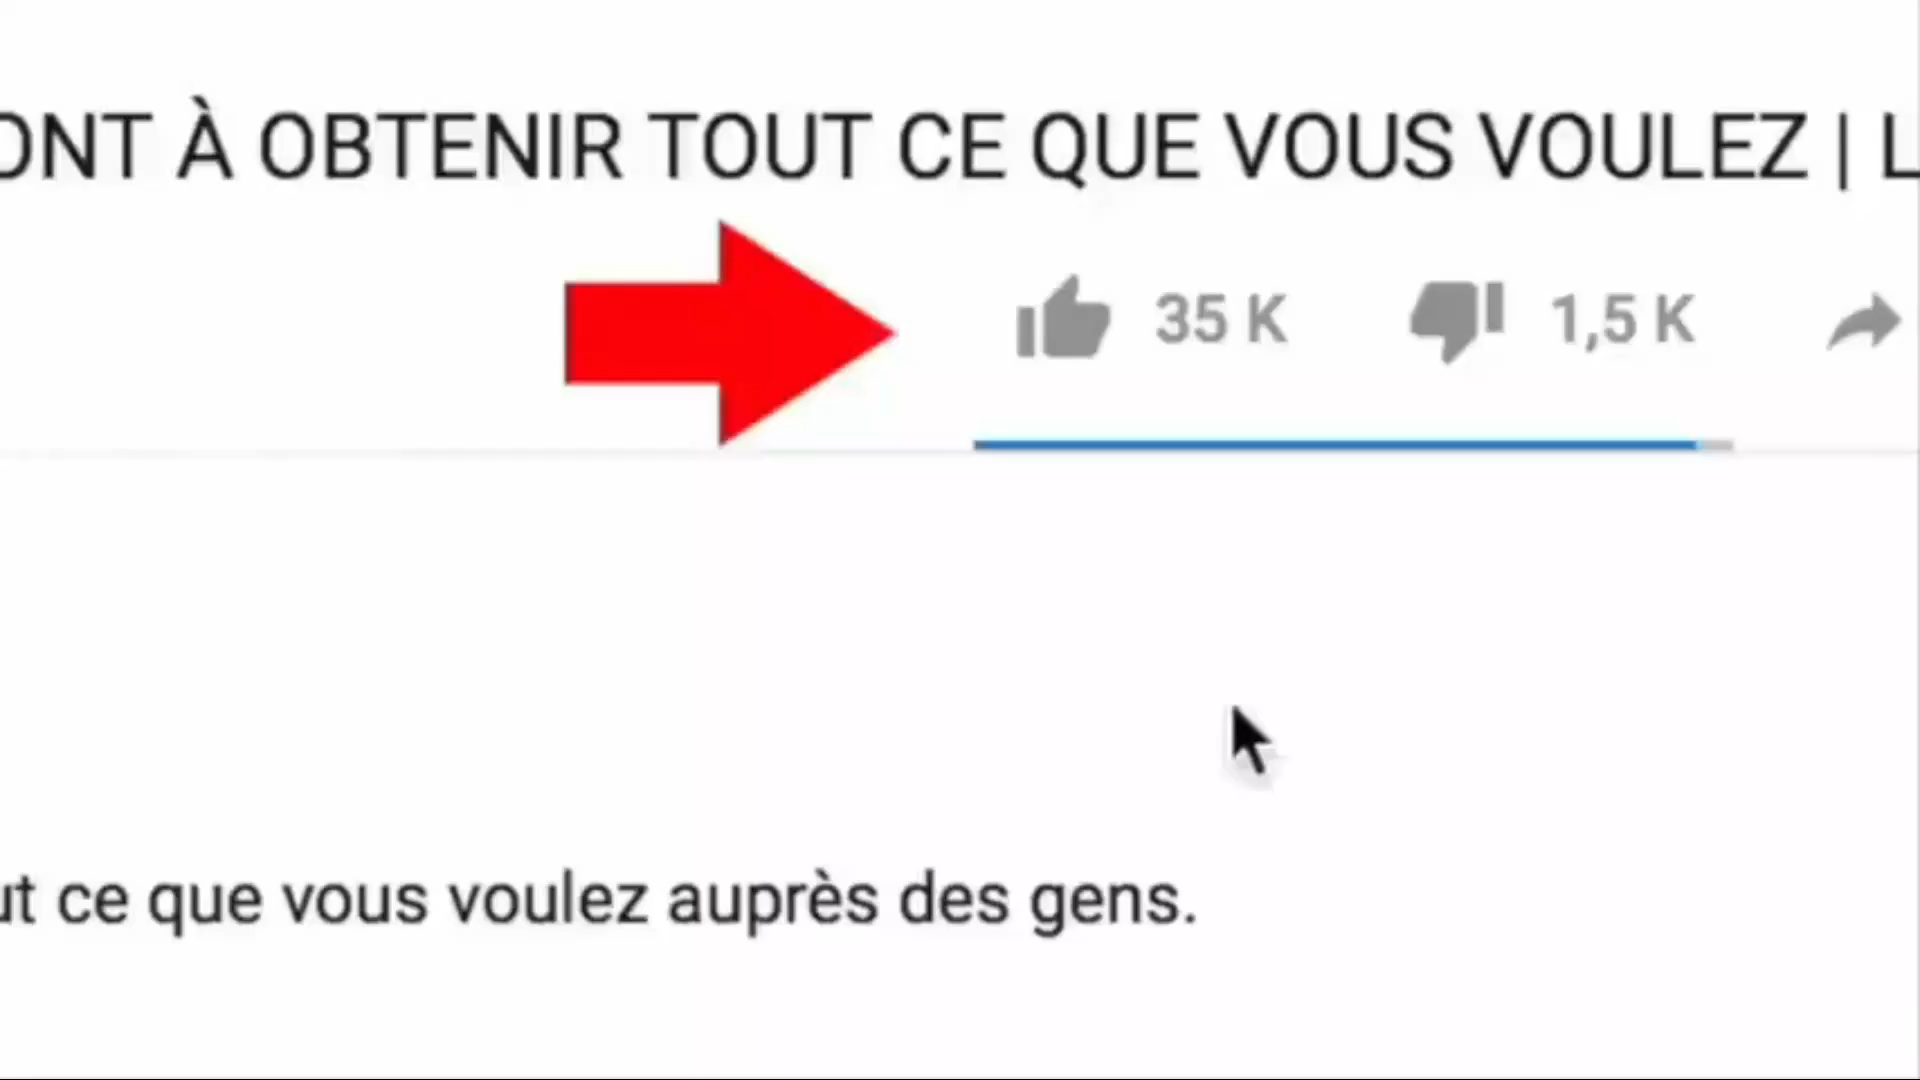 ONT À OBTENIR TOUT CE QUE VOUS VOULEZ | L
35 K 1,5 K
ut ce que vous voulez auprès des gens.